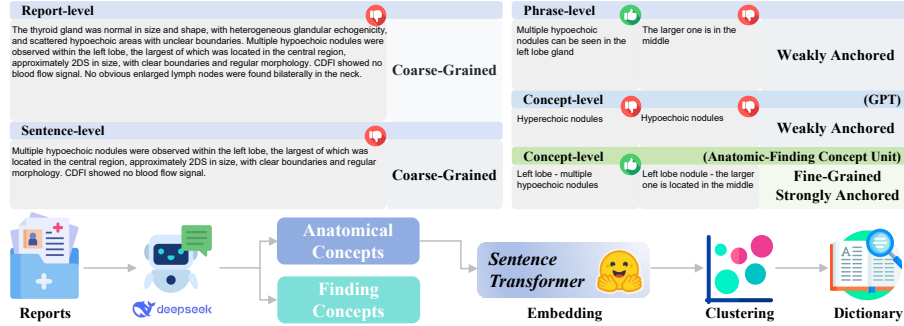 Report-level
The thyroid gland was normal in size and shape, with heterogeneous glandular echogenicity,
and scattered hypoechoic areas with unclear boundaries. Multiple hypoechoic nodules were
observed within the left lobe, the largest of which was located in the central region,
approximately 2DS in size, with clear boundaries and regular morphology. CDFI showed no
blood flow signal. No obvious enlarged lymph nodes were found bilaterally in the neck.
Coarse-Grained
Sentence-level
Multiple hypoechoic nodules were observed within the left lobe, the largest of which was
located in the central region, approximately 2DS in size, with clear boundaries and regular
morphology. CDFI showed no blood flow signal.
Coarse-Grained
Phrase-level
Multiple hypoechoic
nodules can be seen in the
left lobe gland
The larger one is in the
middle
Weakly Anchored
Concept-level
(GPT)
Hyperechoic nodules
Hypoechoic nodules
Weakly Anchored
Concept-level
(Anatomic-Finding Concept Unit)
Left lobe - multiple
hypoechoic nodules
Left lobe nodule - the larger
one is located in the middle
Fine-Grained
Strongly Anchored
Reports
deepseek
Anatomical
Concepts
Finding
Concepts
Sentence
Transformer
Embedding
Clustering
A
Dictionary